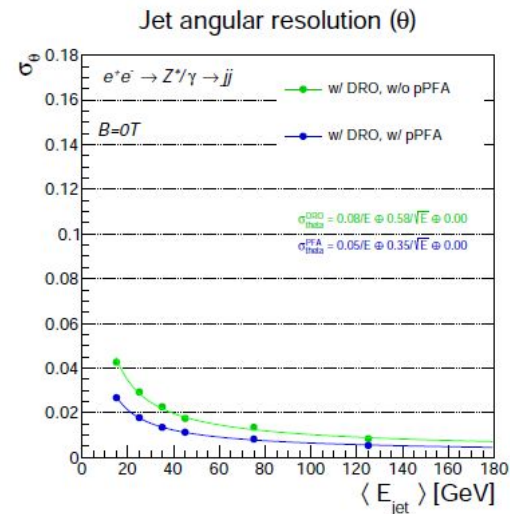 Jet angular resolution (θ)
σθ
0.18
0.16
0.14
0.12
0.1
0.08
0.06
0.04
0.02
0
e⁺e⁻ → Z*/γ → jj
B=0T
w/ DRO, w/o pPFA
w/ DRO, w/ pPFA
σ^DRO_theta = 0.08/E ⊕ 0.58/√E ⊕ 0.00
σ^PFA_theta = 0.05/E ⊕ 0.35/√E ⊕ 0.00
0 20 40 60 80 100 120 140 160 180
⟨ E_jet ⟩ [GeV]